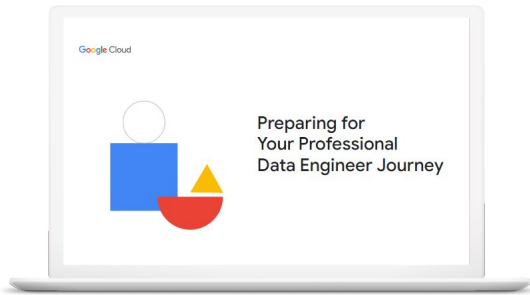 Google Cloud
Preparing for
Your Professional
Data Engineer Journey